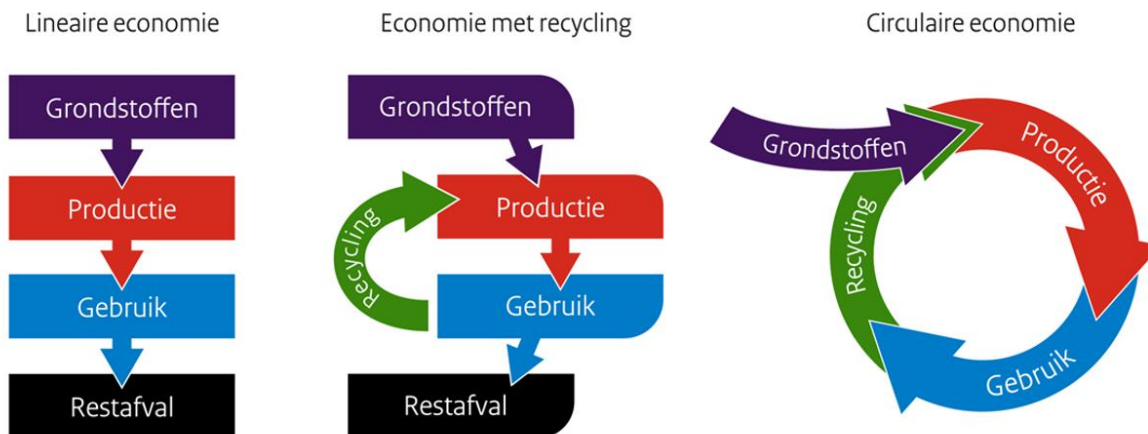 Lineaire economie
Grondstoffen
Productie
Gebruik
Restafval
Economie met recycling
Grondstoffen
Recycling
Productie
Gebruik
Restafval
Circulaire economie
Grondstoffen
Productie
Recycling
Gebruik